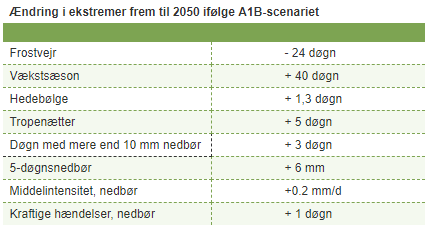 Ændring i ekstremer frem til 2050 ifølge A1B-scenariet
Frostvejr - 24 døgn
Vækstsæson + 40 døgn
Hedebølge + 1,3 døgn
Tropenætter + 5 døgn
Døgn med mere end 10 mm nedbør + 3 døgn
5-døgnsnedbør + 6 mm
Middelintensitet, nedbør +0.2 mm/d
Kraftige hændelser, nedbør + 1 døgn